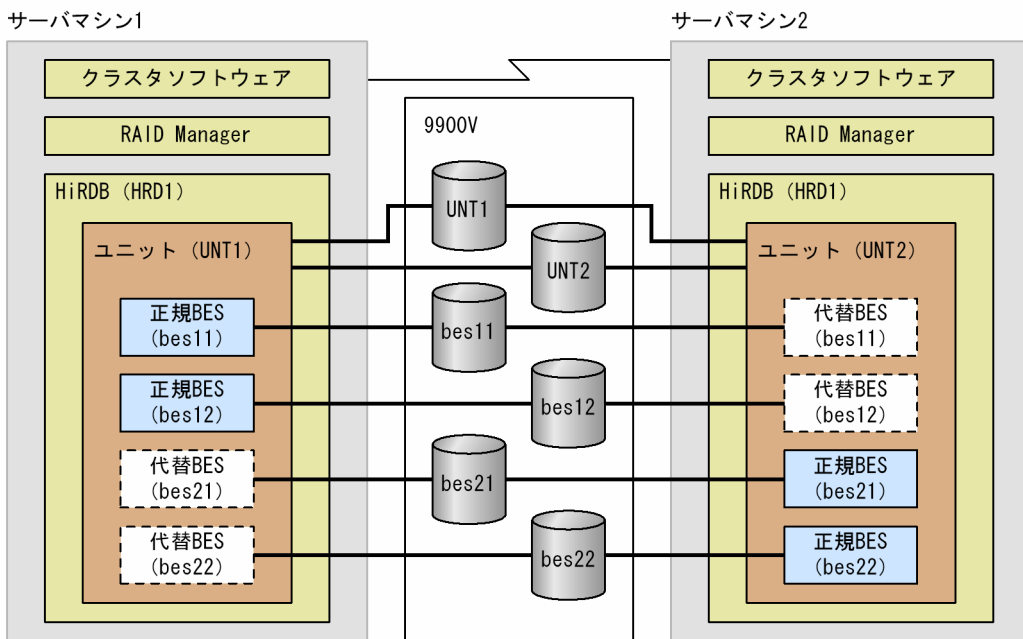 サーバマシン1
クラスタソフトウェア
RAID Manager
HiRDB (HRD1)
ユニット (UNT1)
正規BES
(bes11)
正規BES
(bes12)
代替BES
(bes21)
代替BES
(bes22)
9900V
UNT1
UNT2
bes11
bes12
bes21
bes22
サーバマシン2
クラスタソフトウェア
RAID Manager
HiRDB (HRD1)
ユニット (UNT2)
代替BES
(bes11)
代替BES
(bes12)
正規BES
(bes21)
正規BES
(bes22)